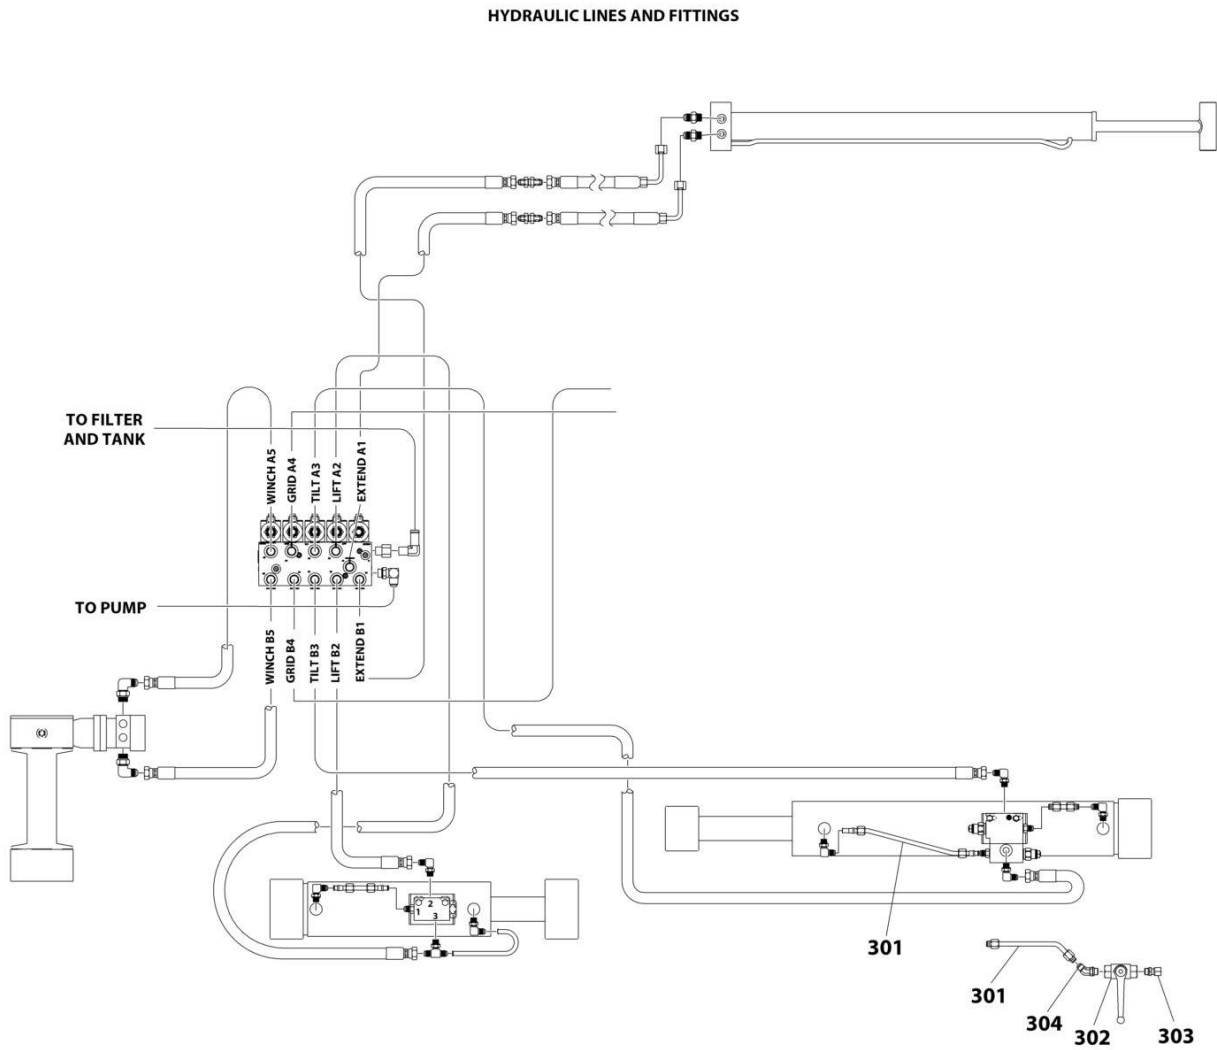 HYDRAULIC LINES AND FITTINGS
TO FILTER
AND TANK
WINCH A5
GRID A4
TILT A3
LIFT A2
EXTEND A1
TO PUMP
WINCH B5
GRID B4
TILT B3
LIFT B2
EXTEND B1
1
2
3
301
301
304
302
303